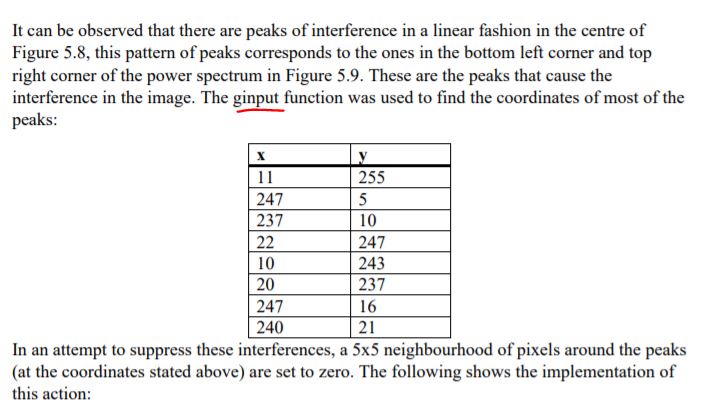 It can be observed that there are peaks of interference in a linear fashion in the centre of
Figure 5.8, this pattern of peaks corresponds to the ones in the bottom left corner and top
right corner of the power spectrum in Figure 5.9. These are the peaks that cause the
interference in the image. The ginput function was used to find the coordinates of most of the
peaks:
x y
11 255
247 5
237 10
22 247
10 243
20 237
247 16
240 21
In an attempt to suppress these interferences, a 5x5 neighbourhood of pixels around the peaks
(at the coordinates stated above) are set to zero. The following shows the implementation of
this action: